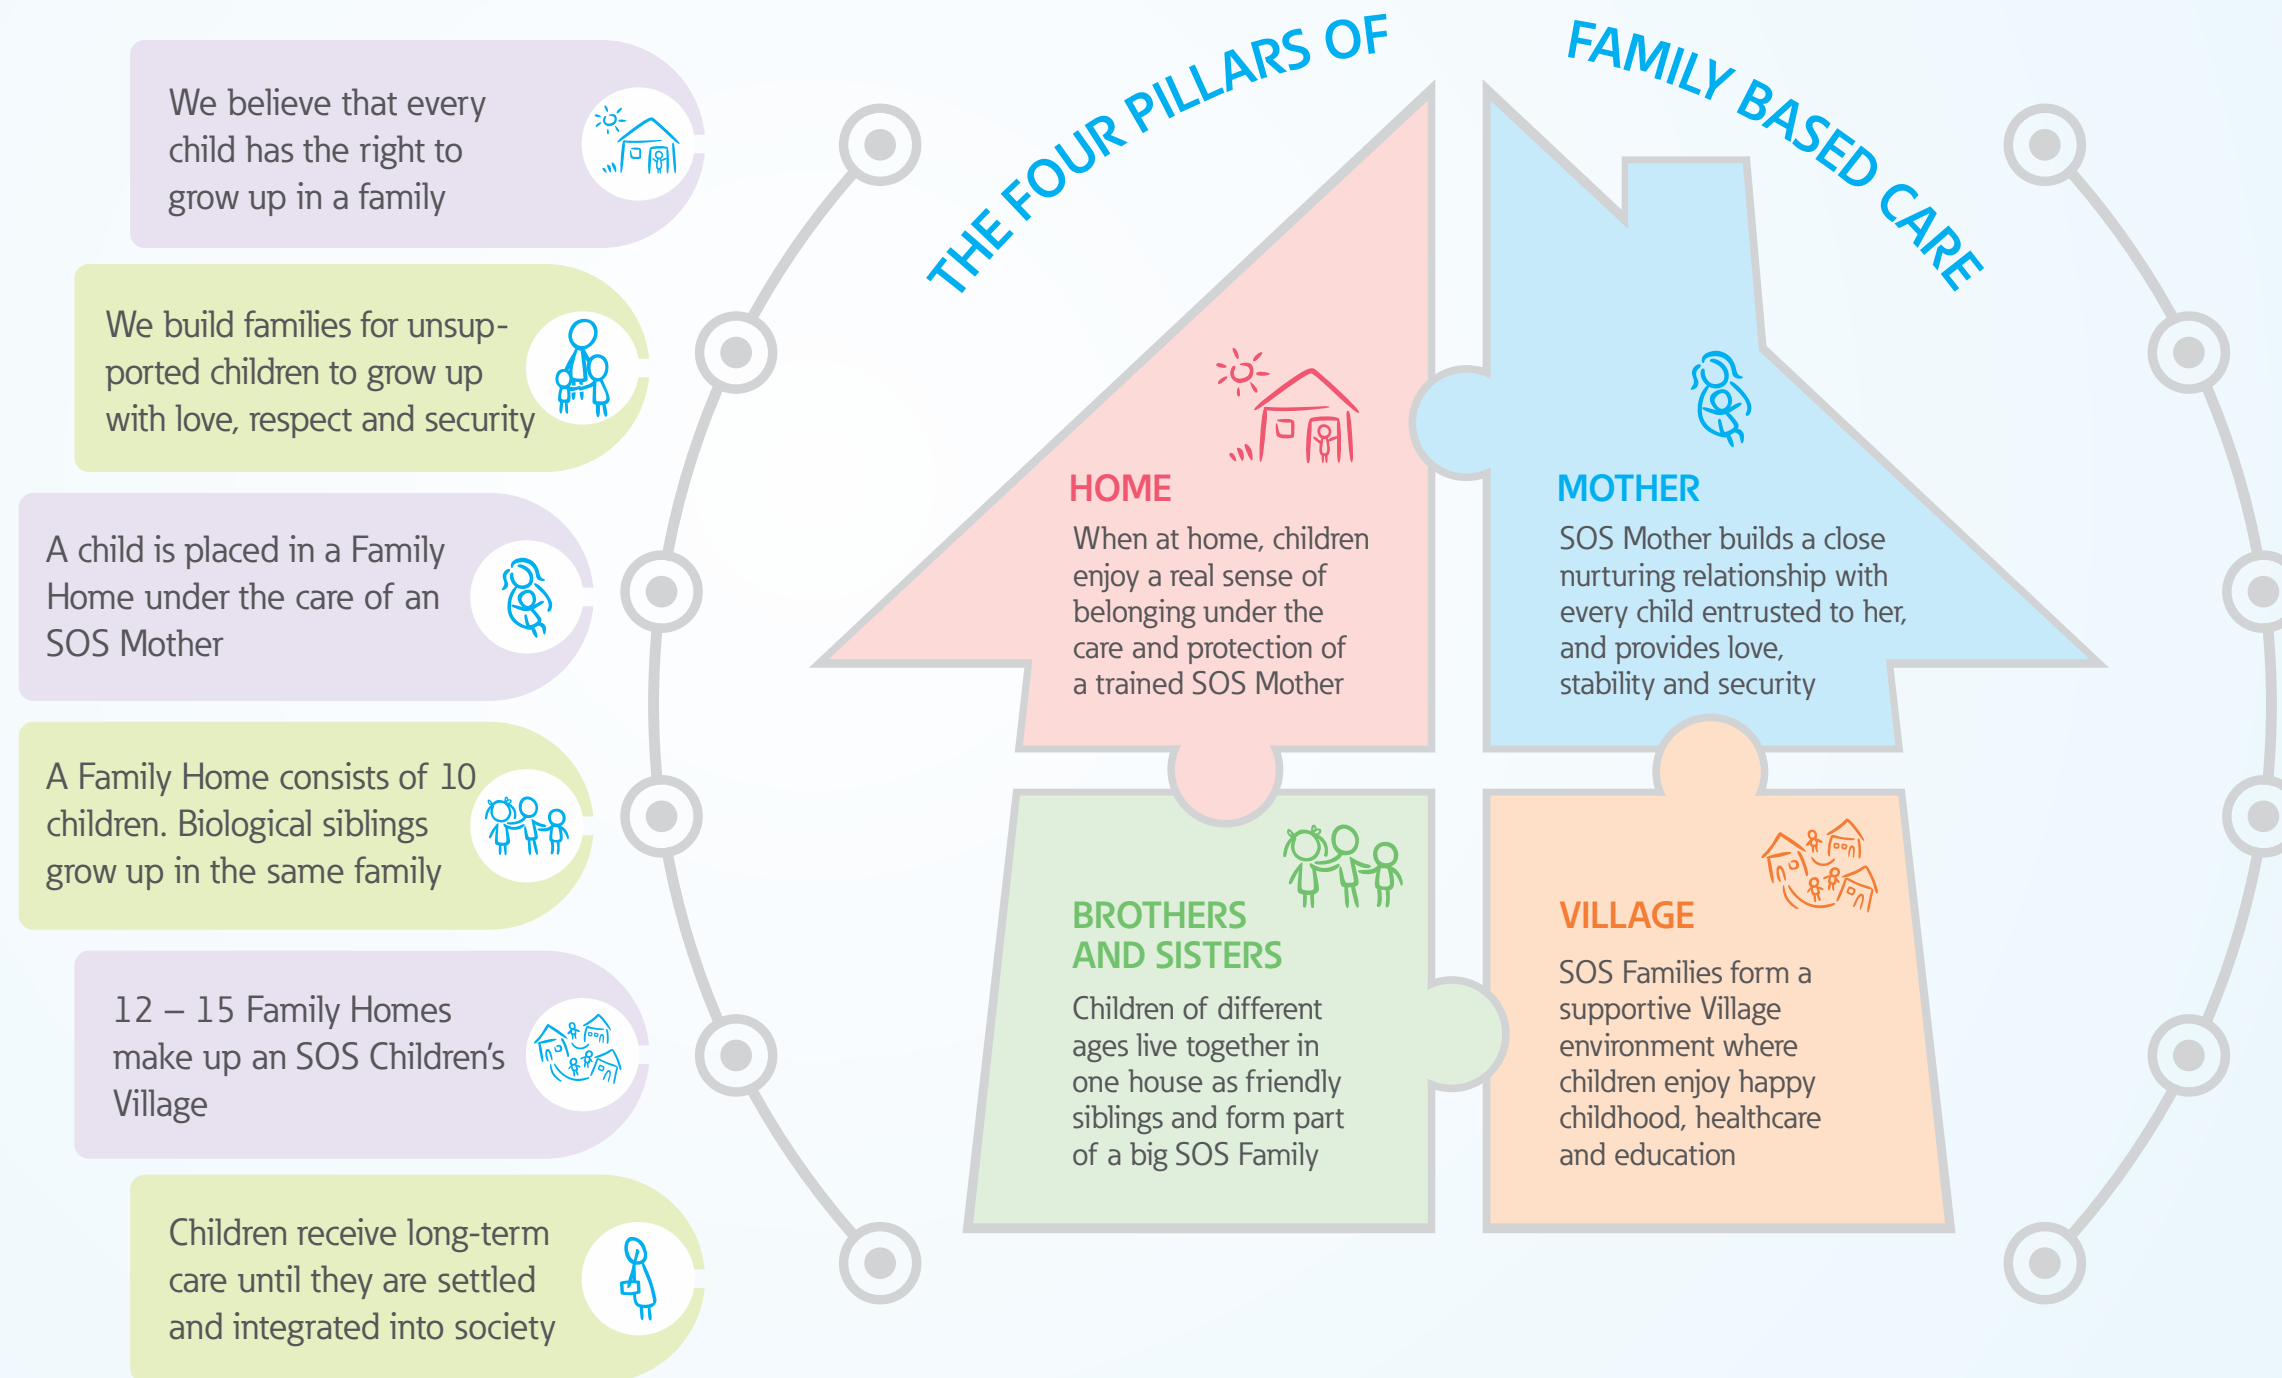 We believe that every
child has the right to
grow up in a family
We build families for unsup-
ported children to grow up
with love, respect and security
A child is placed in a Family
Home under the care of an
SOS Mother
A Family Home consists of 10
children. Biological siblings
grow up in the same family
12 – 15 Family Homes
make up an SOS Children's
Village
Children receive long-term
care until they are settled
and integrated into society
THE FOUR PILLARS OF FAMILY BASED CARE
HOME
When at home, children
enjoy a real sense of
belonging under the
care and protection of
a trained SOS Mother
MOTHER
SOS Mother builds a close
nurturing relationship with
every child entrusted to her,
and provides love,
stability and security
BROTHERS
AND SISTERS
Children of different
ages live together in
one house as friendly
siblings and form part
of a big SOS Family
VILLAGE
SOS Families form a
supportive Village
environment where
children enjoy happy
childhood, healthcare
and education